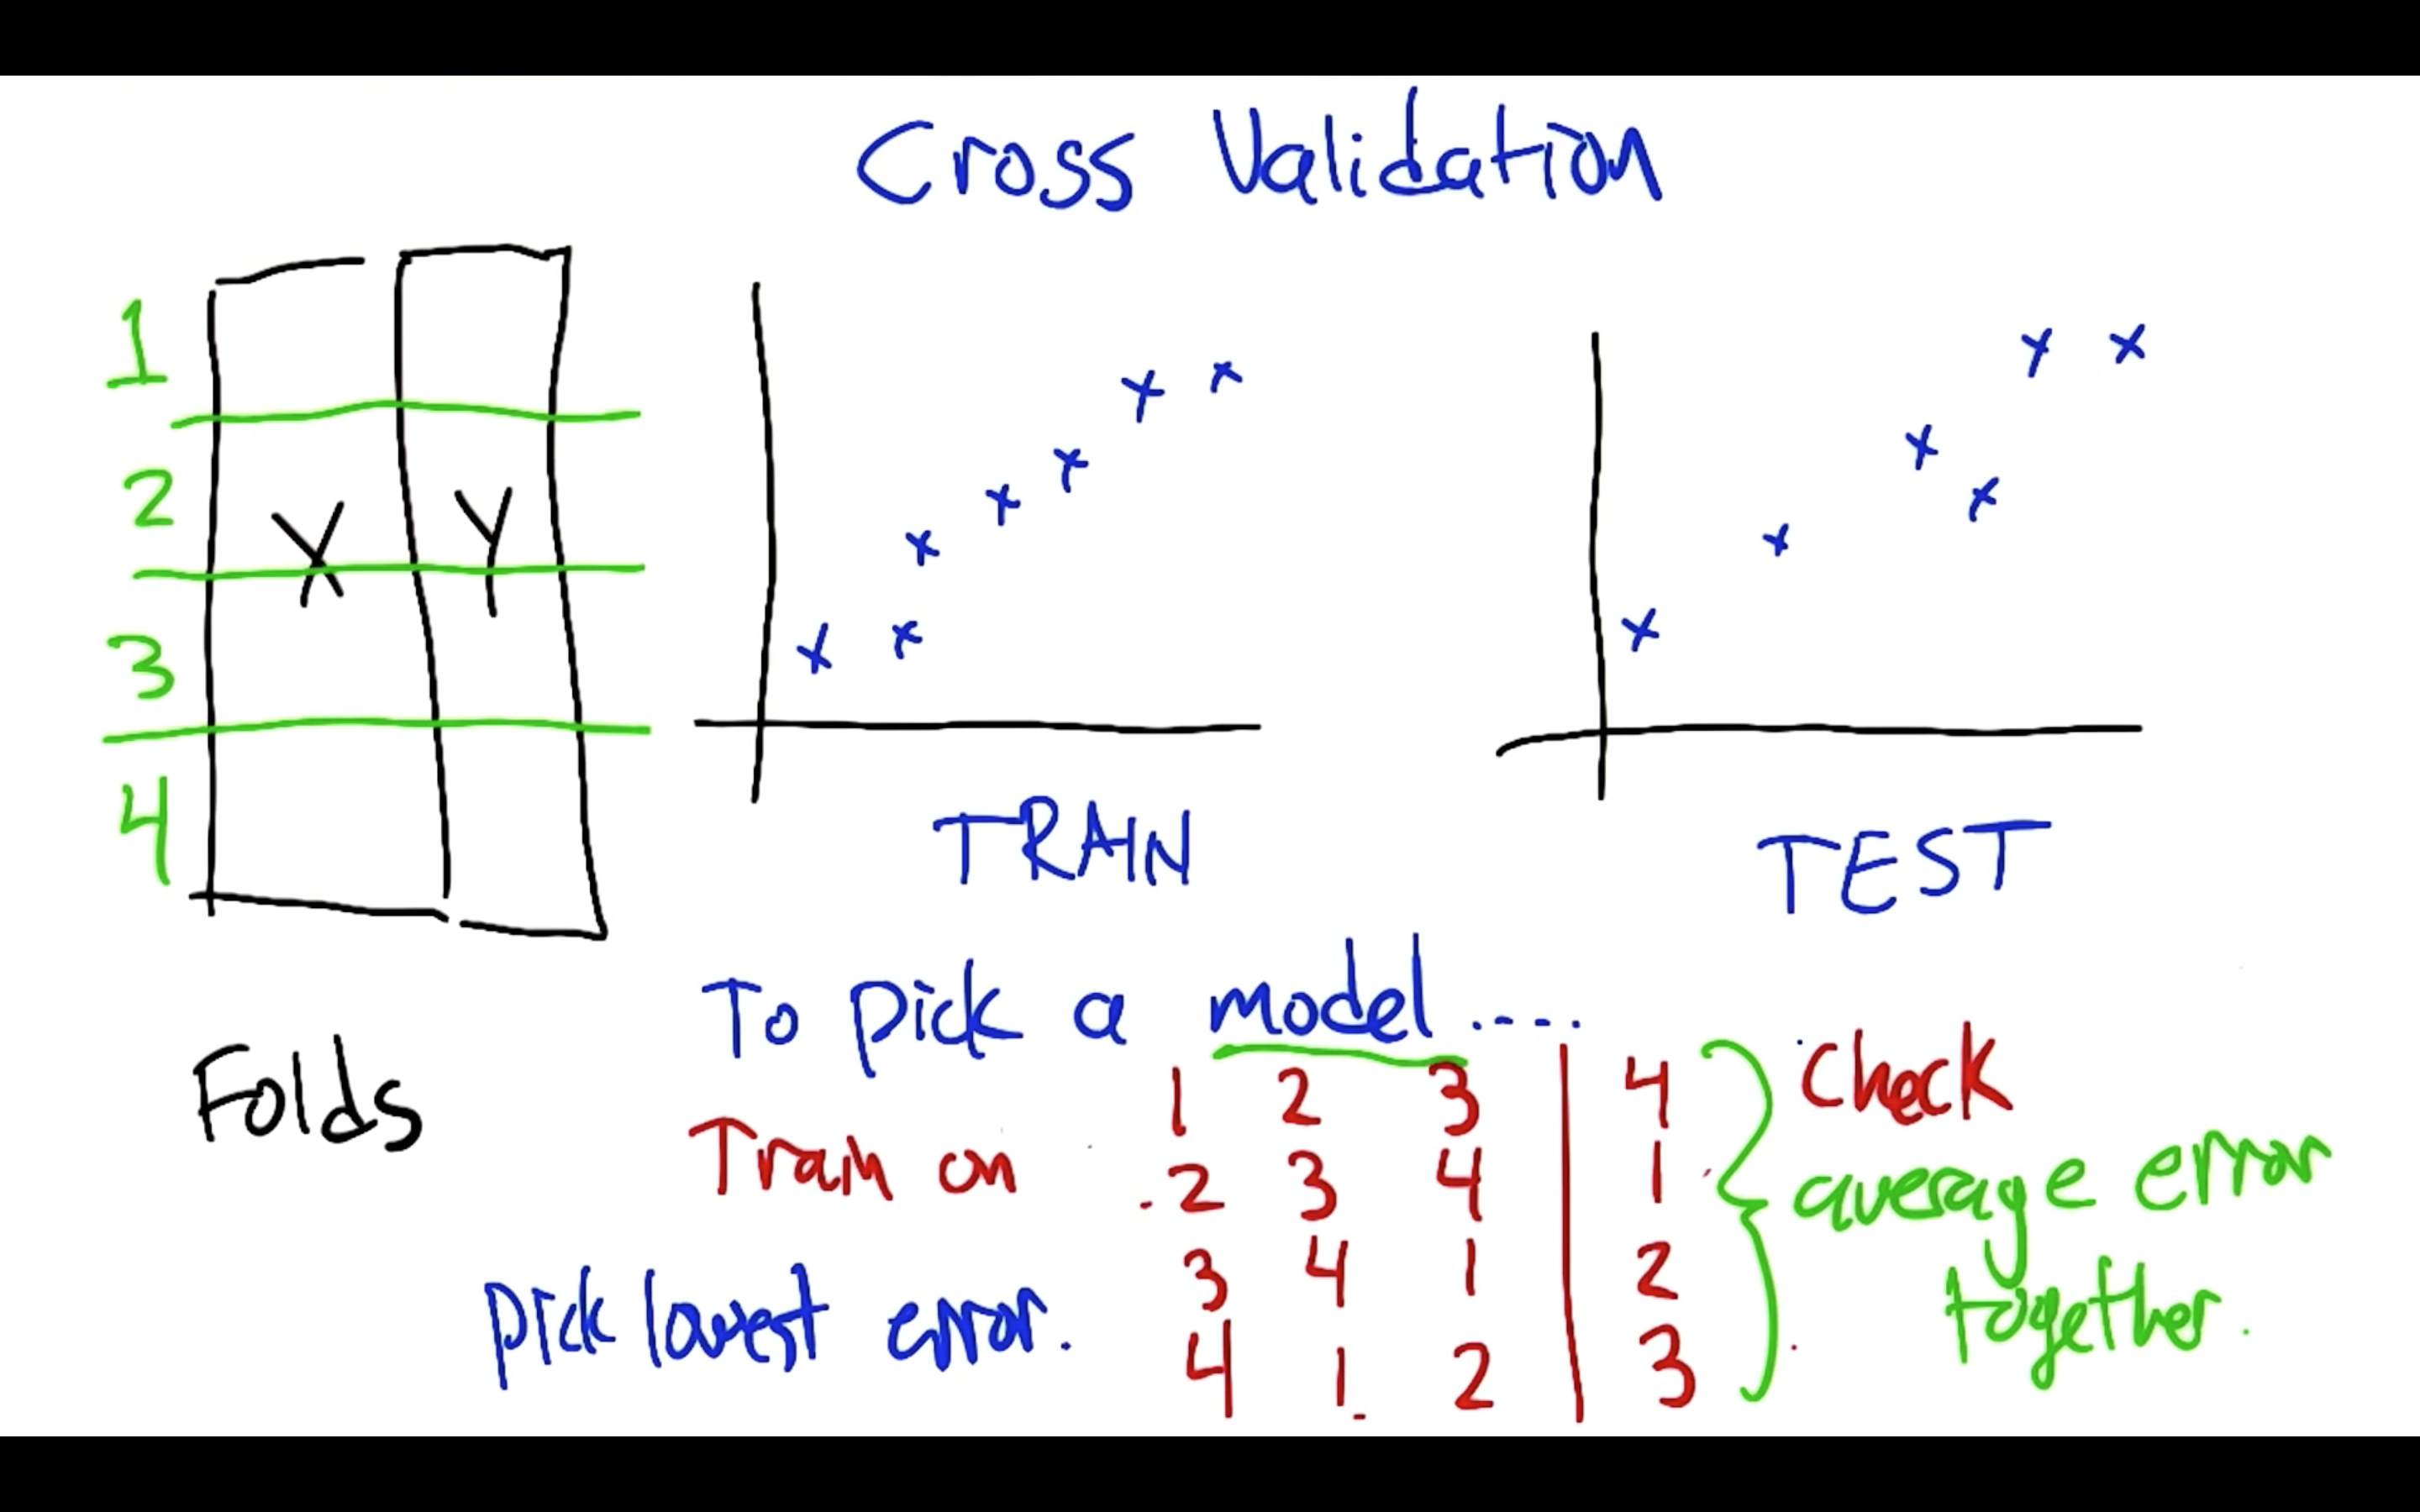 Cross Validation
1
2
X Y
3
4
TRAIN
TEST
To pick a model.....
Folds
Train on
1 2 3 | 4
2 3 4 | 1
3 4 1 | 2
4 1 2 | 3
Check
average error
together.
pick lowest error.